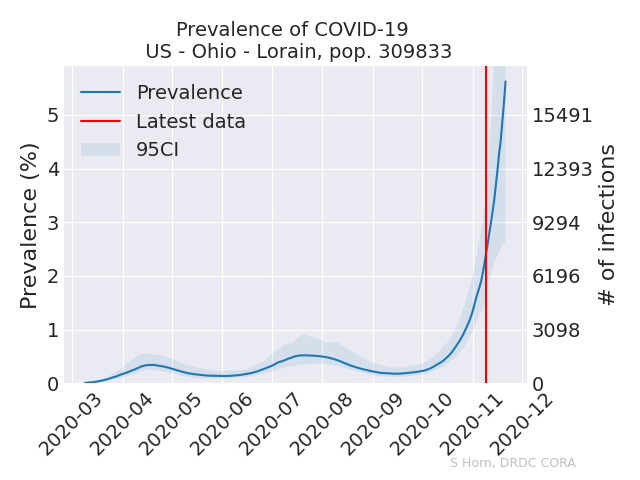 Prevalence of COVID-19
US - Ohio - Lorain, pop. 309833
Prevalence
Latest data
95CI
Prevalence (%)
5
4
3
2
1
0
15491
12393
9294
6196
3098
0
# of infections
2020-03
2020-04
2020-05
2020-06
2020-07
2020-08
2020-09
2020-10
2020-11
2020-12
S Horn, DRDC CORA